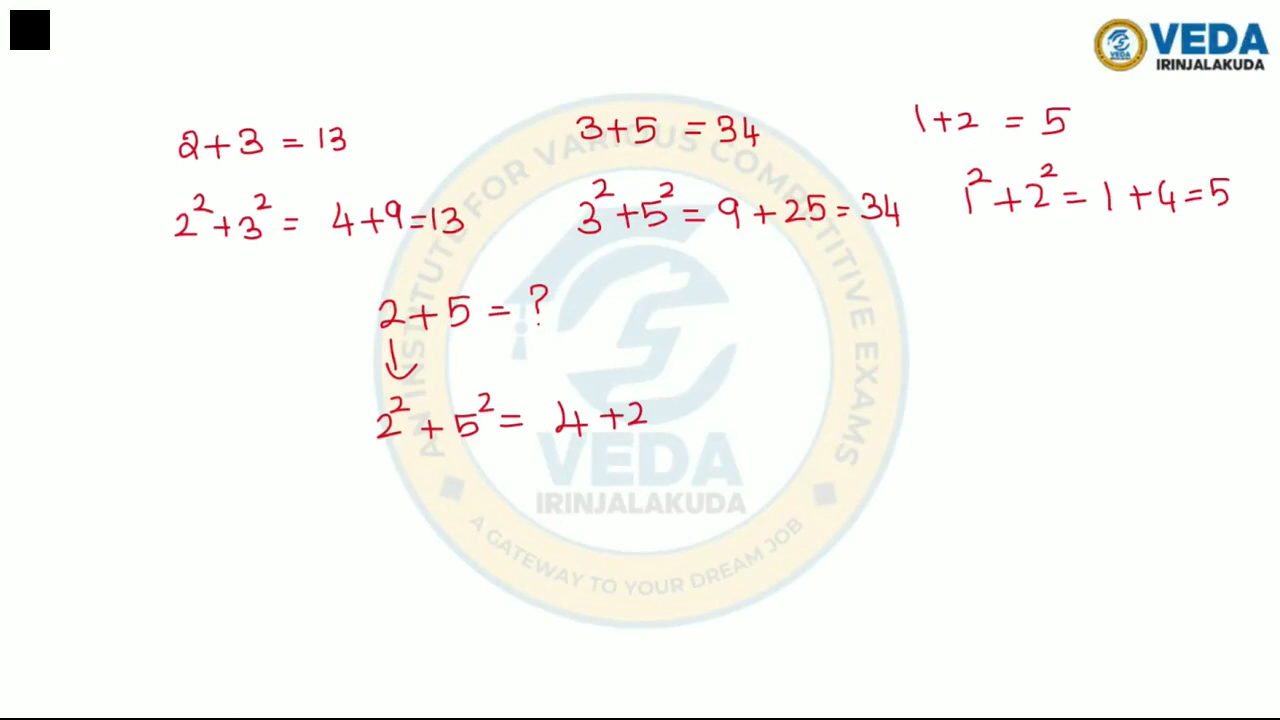 VEDA
IRINJALAKUDA
2+3 = 13
3+5 = 34
1+2 = 5
2²+3² = 4+9=13
3²+5² = 9+25=34
1²+2² = 1+4=5
2+5 = ?
2²+5² = 4+2
AN INSTITUTE FOR VARIOUS COMPETITIVE EXAMS
VEDA
IRINJALAKUDA
A GATEWAY TO YOUR DREAM JOB